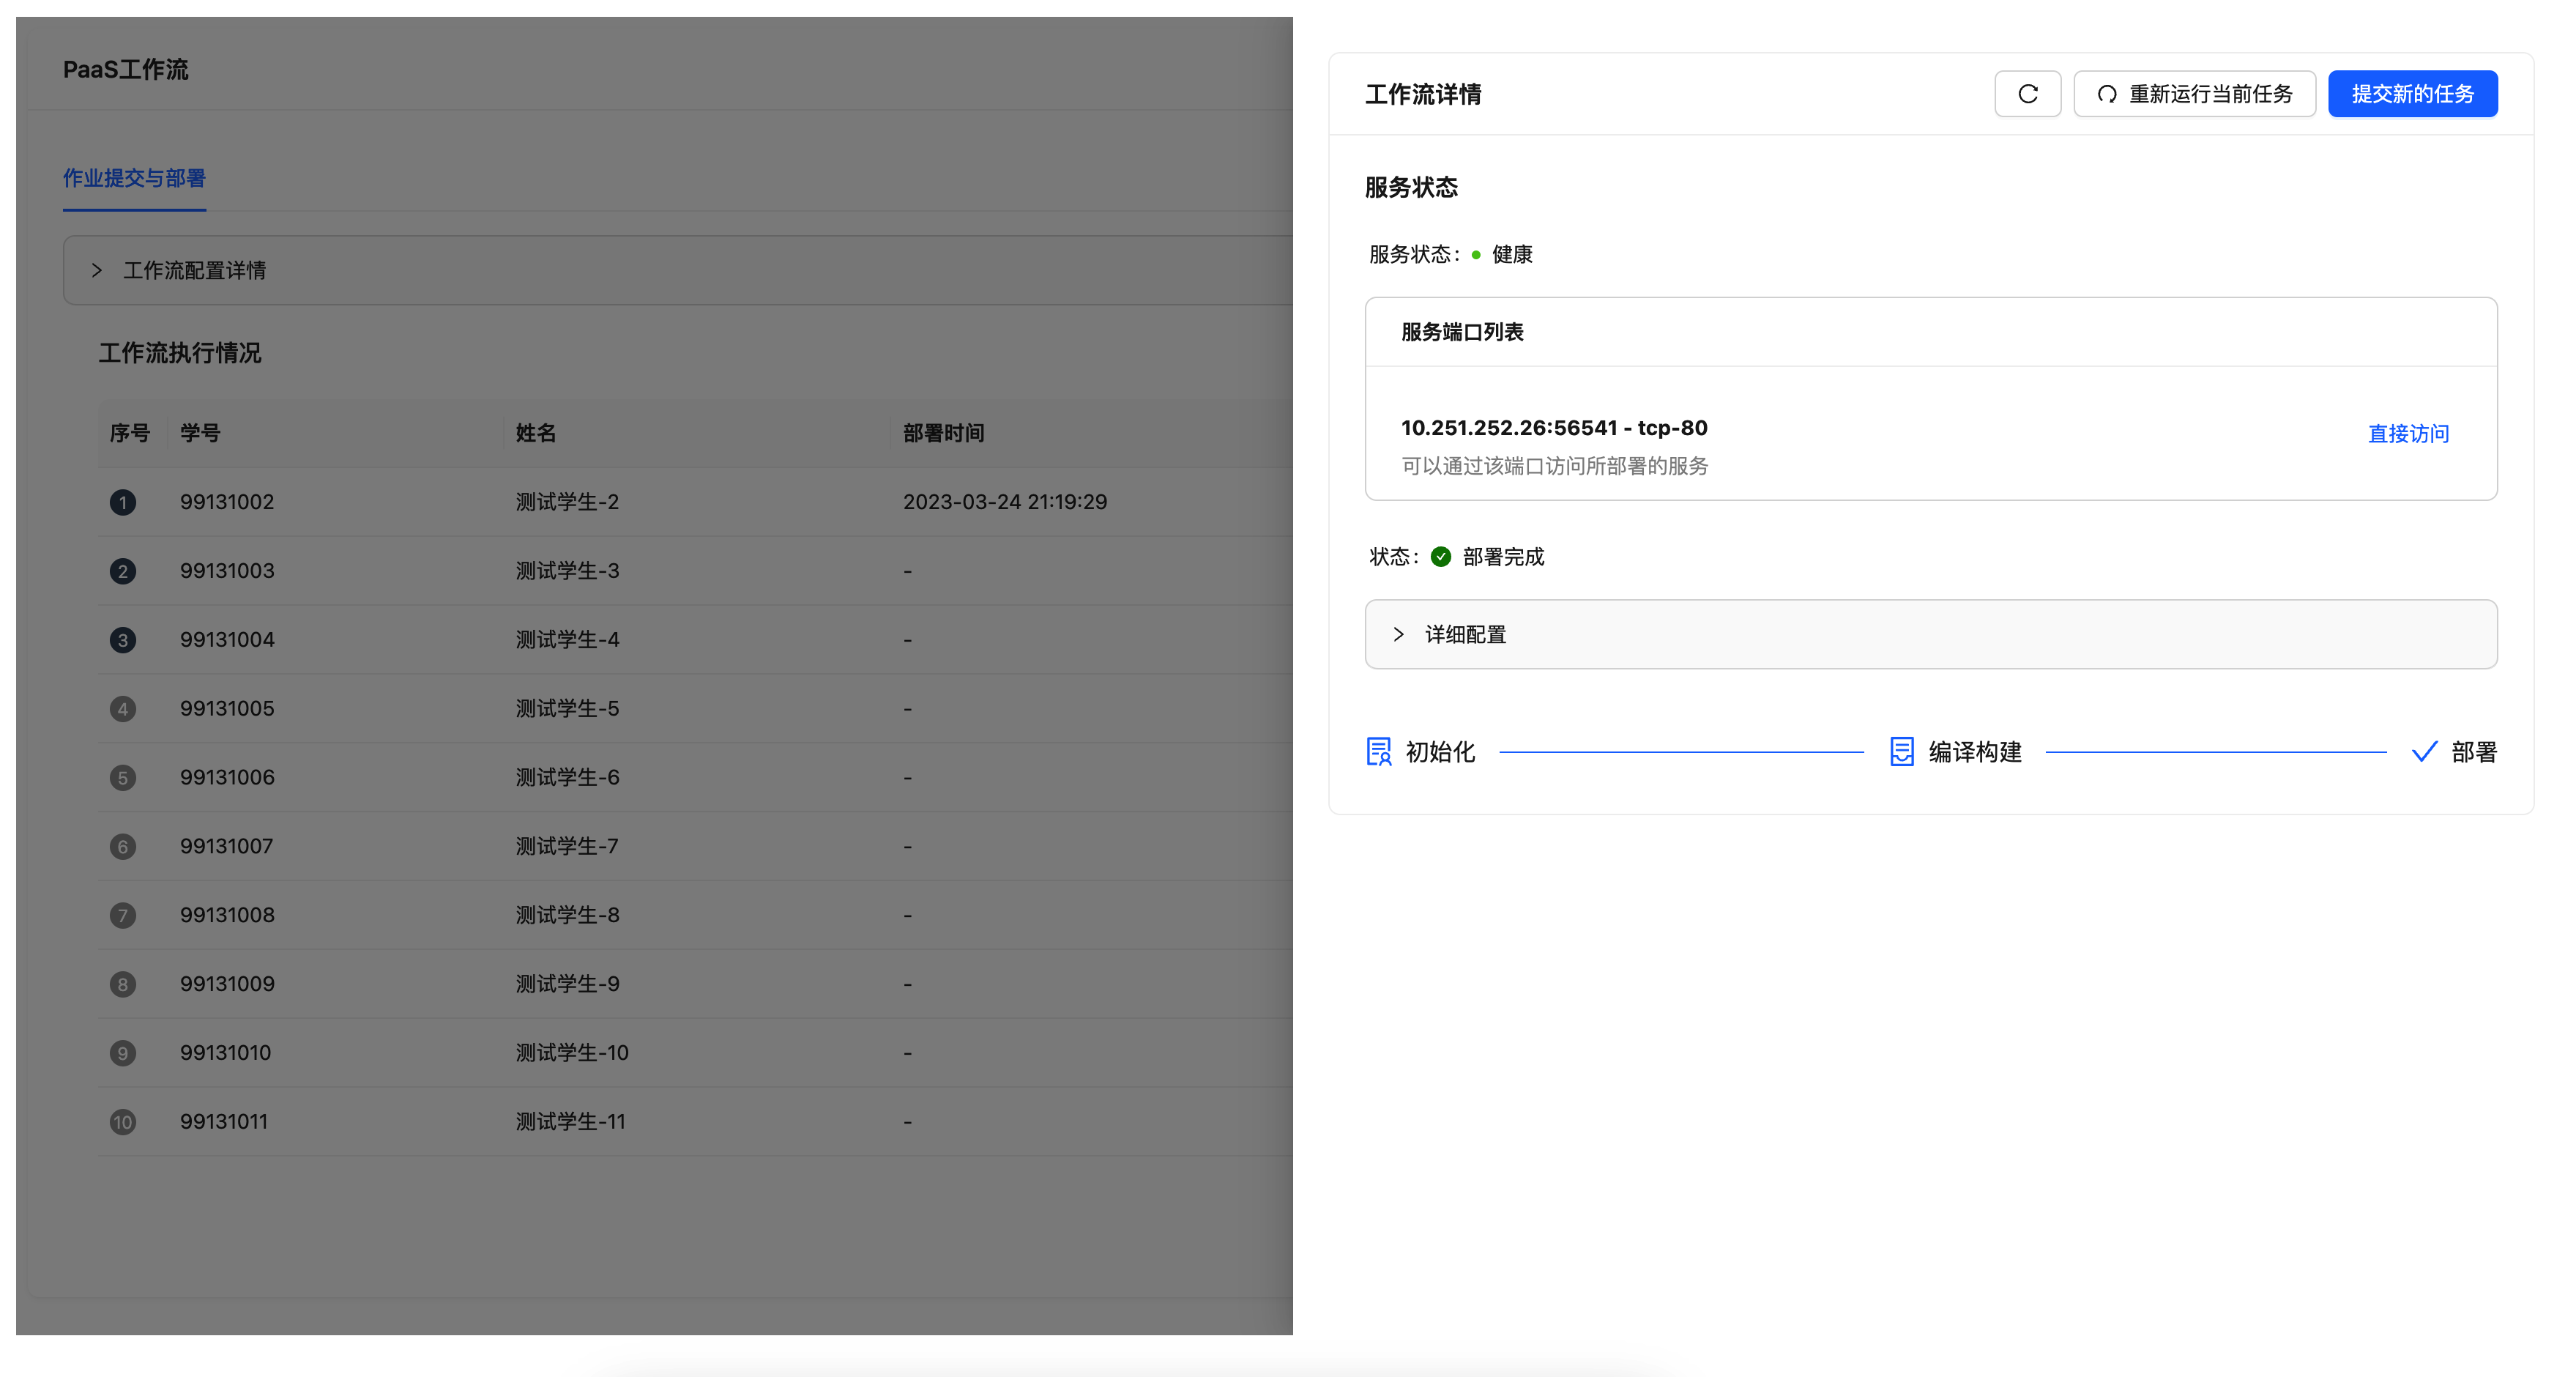 PaaS工作流
作业提交与部署
工作流配置详情
工作流执行情况
序号 学号 姓名 部署时间
1 99131002 测试学生-2 2023-03-24 21:19:29
2 99131003 测试学生-3 -
3 99131004 测试学生-4 -
4 99131005 测试学生-5 -
5 99131006 测试学生-6 -
6 99131007 测试学生-7 -
7 99131008 测试学生-8 -
8 99131009 测试学生-9 -
9 99131010 测试学生-10 -
10 99131011 测试学生-11 -
工作流详情 重新运行当前任务 提交新的任务
服务状态
服务状态： 健康
服务端口列表
10.251.252.26:56541 - tcp-80
直接访问
可以通过该端口访问所部署的服务
状态： 部署完成
详细配置
初始化 编译构建 部署